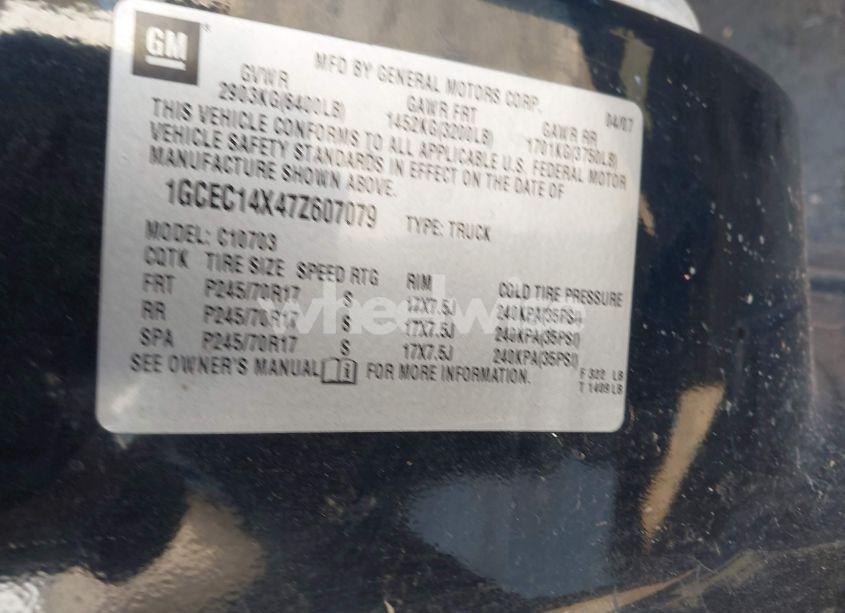 GM
MFD BY GENERAL MOTORS CORP. 04/07
GVWR GAWR FRT GAWR RR
2903KG(6400LB) 1452KG(3200LB) 1701KG(3750LB)
THIS VEHICLE CONFORMS TO ALL APPLICABLE U.S. FEDERAL MOTOR
VEHICLE SAFETY STANDARDS IN EFFECT ON THE DATE OF
MANUFACTURE SHOWN ABOVE.
1GCEC14X47Z607079 TYPE: TRUCK
MODEL: C10703
CQTK TIRE SIZE SPEED RTG RIM COLD TIRE PRESSURE
FRT P245/70R17 S 17X7.5J 240KPA(35PSI)
RR P245/70R17 S 17X7.5J 240KPA(35PSI)
SPA P245/70R17 S 17X7.5J 240KPA(35PSI)
SEE OWNER'S MANUAL FOR MORE INFORMATION.
F 322 LB
T 1409 LB